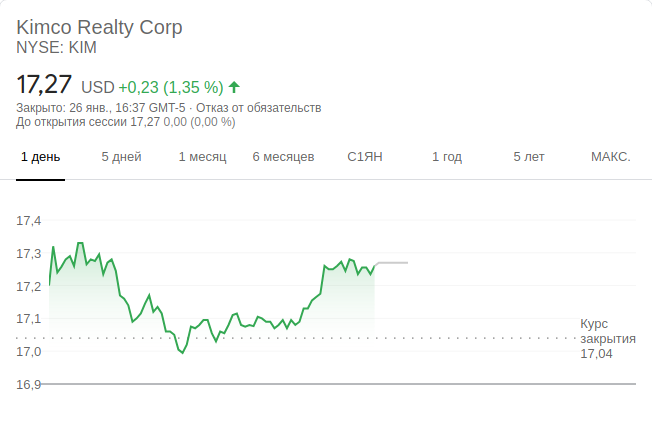 Kimco Realty Corp
NYSE: KIM
17,27 USD +0,23 (1,35 %)
Закрыто: 26 янв., 16:37 GMT-5 · Отказ от обязательств
До открытия сессии 17,27 0,00 (0,00 %)
1 день 5 дней 1 месяц 6 месяцев С1ЯН 1 год 5 лет МАКС.
17,4
17,3
17,2
17,1
Курс
закрытия
17,04
17,0
16,9